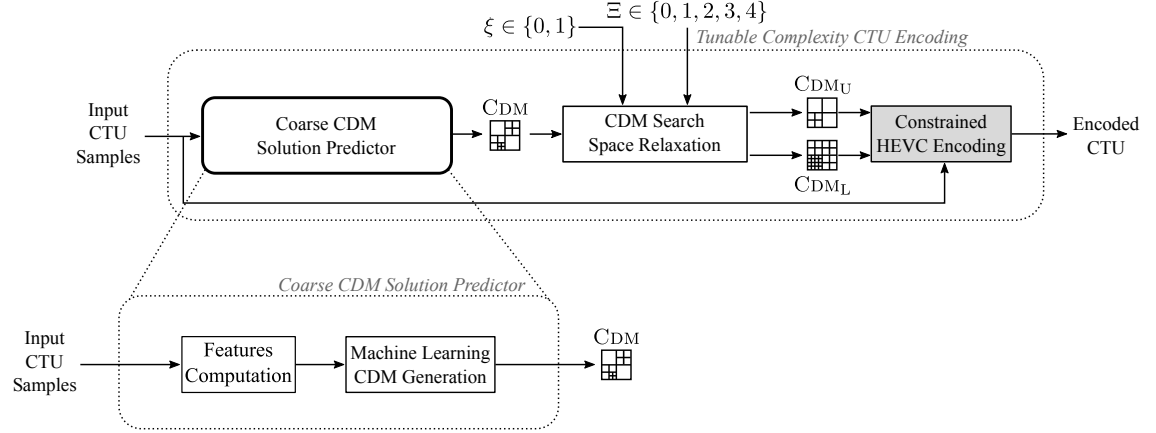 ξ ∈ {0, 1}
Ξ ∈ {0, 1, 2, 3, 4}
Tunable Complexity CTU Encoding
Input
CTU
Samples
Coarse CDM
Solution Predictor
CDM
CDM Search
Space Relaxation
CDM_U
CDM_L
Constrained
HEVC Encoding
Encoded
CTU
Coarse CDM Solution Predictor
Input
CTU
Samples
Features
Computation
Machine Learning
CDM Generation
CDM